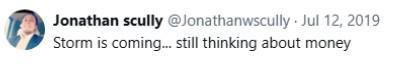 Jonathan scully @Jonathanwscully · Jul 12, 2019
Storm is coming... still thinking about money